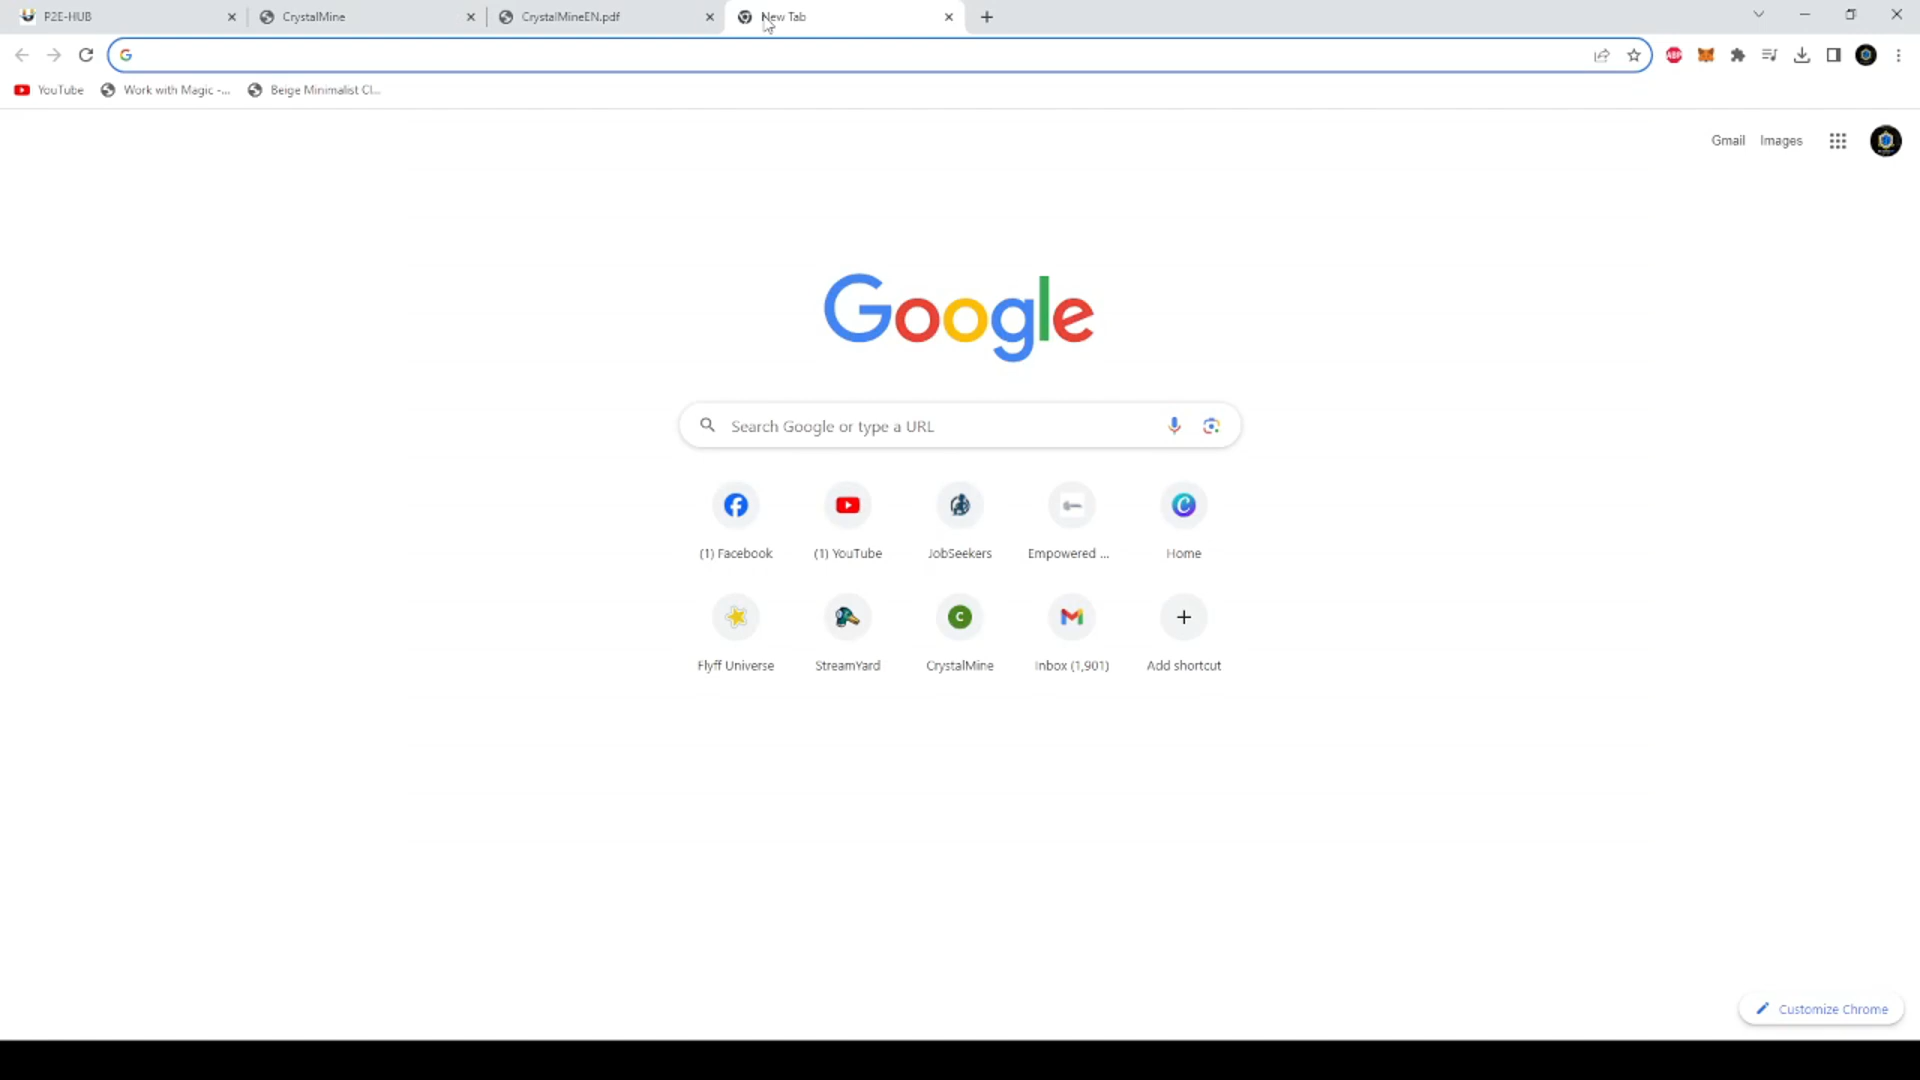 P2E-HUB
CrystalMine
CrystalMineEN.pdf
New Tab
G
ABP
YouTube
Work with Magic -...
Beige Minimalist Cl...
Gmail
Images
Google
Search Google or type a URL
(1) Facebook
(1) YouTube
JobSeekers
Empowered ...
C
Home
Flyff Universe
StreamYard
C
CrystalMine
Inbox (1,901)
Add shortcut
Customize Chrome